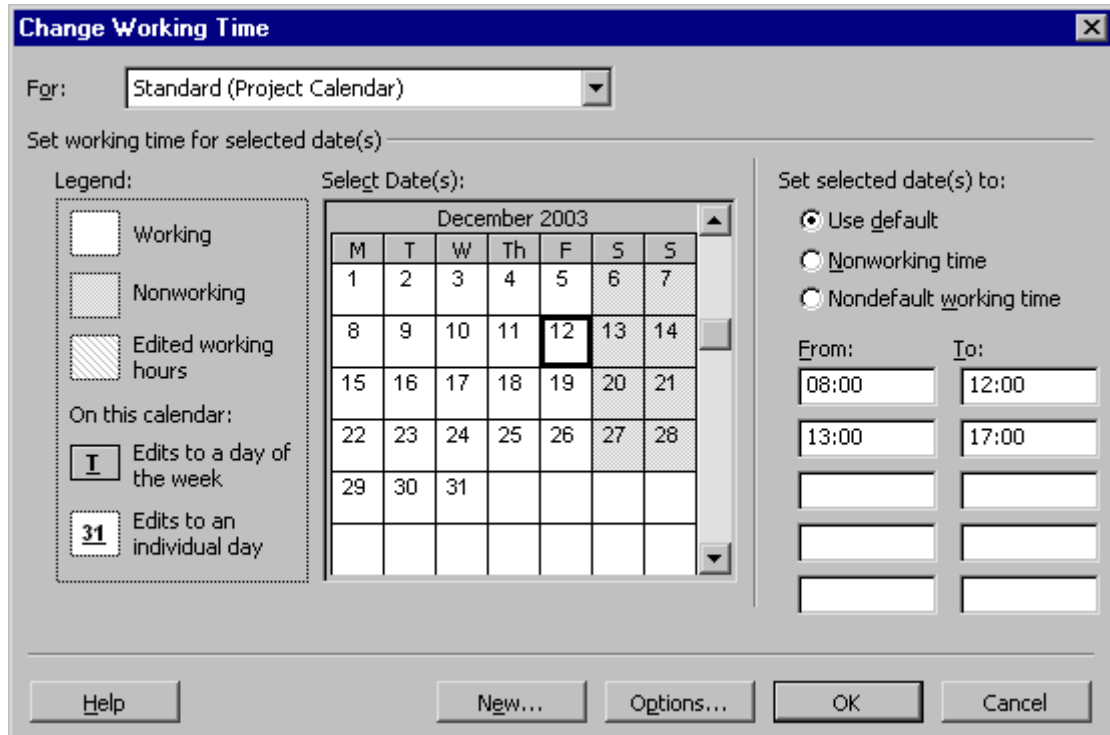 Change Working Time
For: Standard (Project Calendar)
Set working time for selected date(s)
Legend:
Working
Nonworking
Edited working
hours
On this calendar:
T Edits to a day of
the week
31 Edits to an
individual day
Select Date(s):
December 2003
M T W Th F S S
1 2 3 4 5 6 7
8 9 10 11 12 13 14
15 16 17 18 19 20 21
22 23 24 25 26 27 28
29 30 31
Set selected date(s) to:
Use default
Nonworking time
Nondefault working time
From: To:
08:00 12:00
13:00 17:00
Help New... Options... OK Cancel